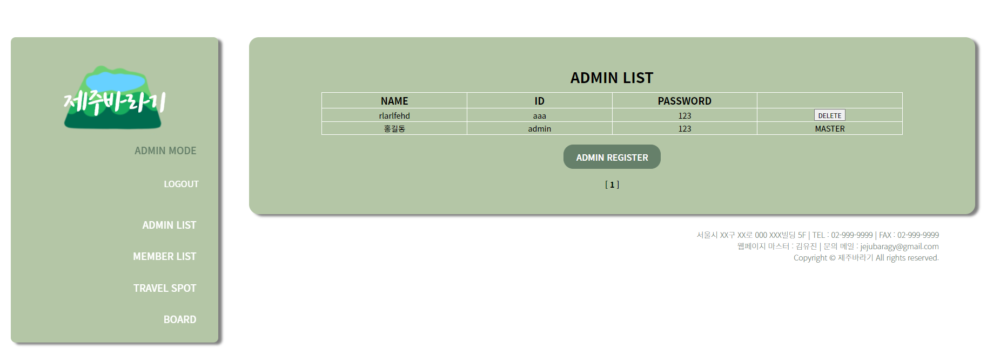 제주바라기
ADMIN MODE
LOGOUT
ADMIN LIST
MEMBER LIST
TRAVEL SPOT
BOARD
ADMIN LIST
NAME ID PASSWORD
rlarlfehd aaa 123 DELETE
홍길동 admin 123 MASTER
ADMIN REGISTER
[ 1 ]
서울시 XX구 XX로 000 XXX빌딩 5F | TEL : 02-999-9999 | FAX : 02-999-9999
웹페이지 마스터 : 김유진 | 문의 메일 : jejubaragy@gmail.com
Copyright © 제주바라기 All rights reserved.